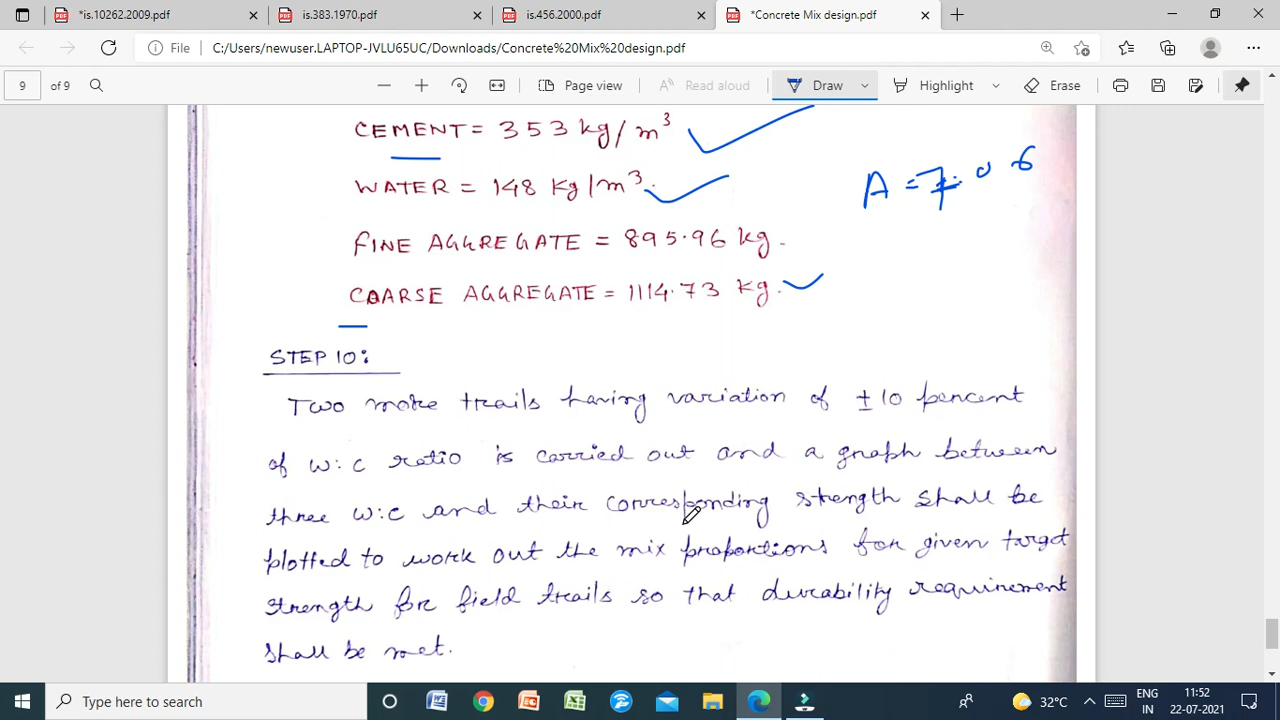 *is.10262.2009.pdf
is.383.1970.pdf
is.456.2000.pdf
*Concrete Mix design.pdf
File
C:/Users/newuser.LAPTOP-JVLU65UC/Downloads/Concrete%20Mix%20design.pdf
9 of 9
Page view
Read aloud
Draw
Highlight
Erase
CEMENT = 353 kg/m³
WATER = 148 Kg/m³.
A = 7.06
FINE AGGREGATE = 895.96 kg.
COARSE AGGREGATE = 1114.73 kg.
STEP 10:
Two more trails having variation of ±10 percent
of w:c ratio is carried out and a graph between
three w:c and their corresponding strength shall be
plotted to work out the mix proportions for given target
strength for field trails so that durability requirement
shall be met.
Type here to search
32°C
ENG
IN
11:52
22-07-2021